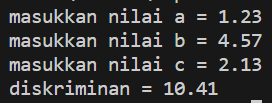 masukkan nilai a = 1.23
masukkan nilai b = 4.57
masukkan nilai c = 2.13
diskriminan = 10.41